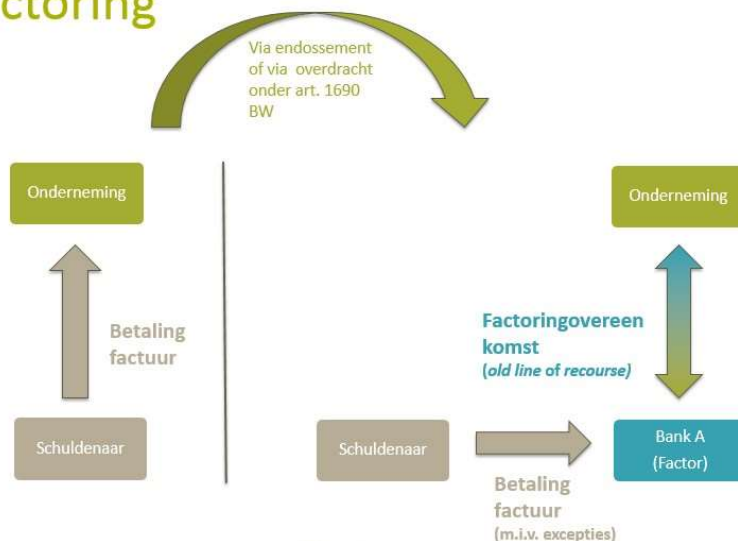 ctoring
Via endossement
of via overdracht
onder art. 1690
BW
Onderneming
Onderneming
Betaling
factuur
Factoringovereen
komst
(old line of recourse)
Schuldenaar
Schuldenaar
Bank A
(Factor)
Betaling
factuur
(m.i.v. excepties)